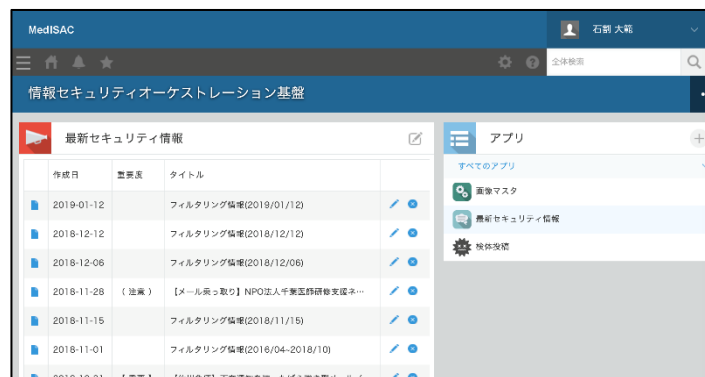 MedISAC
石割 大範
全体検索
情報セキュリティオーケストレーション基盤
最新セキュリティ情報
作成日 重要度 タイトル
2019-01-12 フィルタリング情報(2019/01/12)
2018-12-12 フィルタリング情報(2018/12/12)
2018-12-06 フィルタリング情報(2018/12/06)
2018-11-28 (注意) 【メール乗っ取り】NPO法人千葉医師研修支援ネ…
2018-11-15 フィルタリング情報(2018/11/15)
2018-11-01 フィルタリング情報(2016/04~2018/10)
アプリ
すべてのアプリ
画像マスタ
最新セキュリティ情報
検体投稿